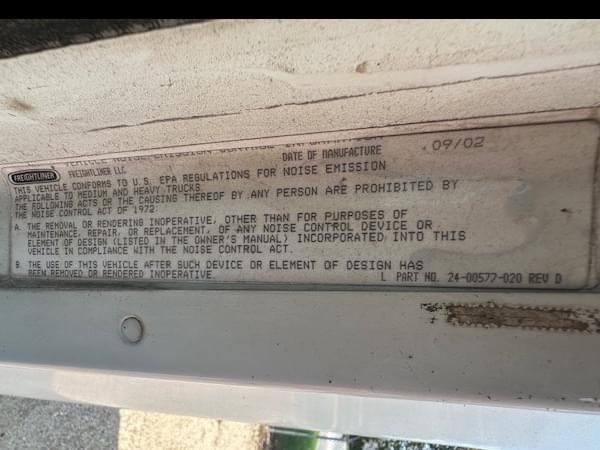 VEHICLE NOISE EMISSION CONTROL INFORMATION
FREIGHTLINER
FREIGHTLINER LLC
DATE OF MANUFACTURE 09/02
THIS VEHICLE CONFORMS TO U.S. EPA REGULATIONS FOR NOISE EMISSION
APPLICABLE TO MEDIUM AND HEAVY TRUCKS.
THE FOLLOWING ACTS OR THE CAUSING THEREOF BY ANY PERSON ARE PROHIBITED BY
THE NOISE CONTROL ACT OF 1972:
A. THE REMOVAL OR RENDERING INOPERATIVE, OTHER THAN FOR PURPOSES OF
MAINTENANCE, REPAIR, OR REPLACEMENT, OF ANY NOISE CONTROL DEVICE OR
ELEMENT OF DESIGN (LISTED IN THE OWNER'S MANUAL) INCORPORATED INTO THIS
VEHICLE IN COMPLIANCE WITH THE NOISE CONTROL ACT.
B. THE USE OF THIS VEHICLE AFTER SUCH DEVICE OR ELEMENT OF DESIGN HAS
BEEN REMOVED OR RENDERED INOPERATIVE
L PART NO. 24-00577-020 REV D